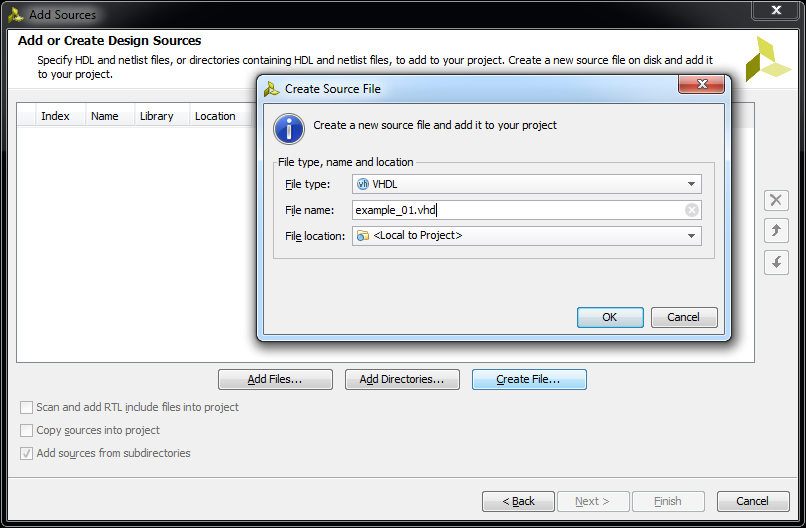 Add Sources
Add or Create Design Sources
Specify HDL and netlist files, or directories containing HDL and netlist files, to add to your project. Create a new source file on disk and add it
to your project.
Index Name Library Location
Create Source File
Create a new source file and add it to your project
File type, name and location
File type: vh VHDL
File name: example_01.vhd
File location: <Local to Project>
OK Cancel
Add Files... Add Directories... Create File...
Scan and add RTL include files into project
Copy sources into project
Add sources from subdirectories
< Back Next > Finish Cancel